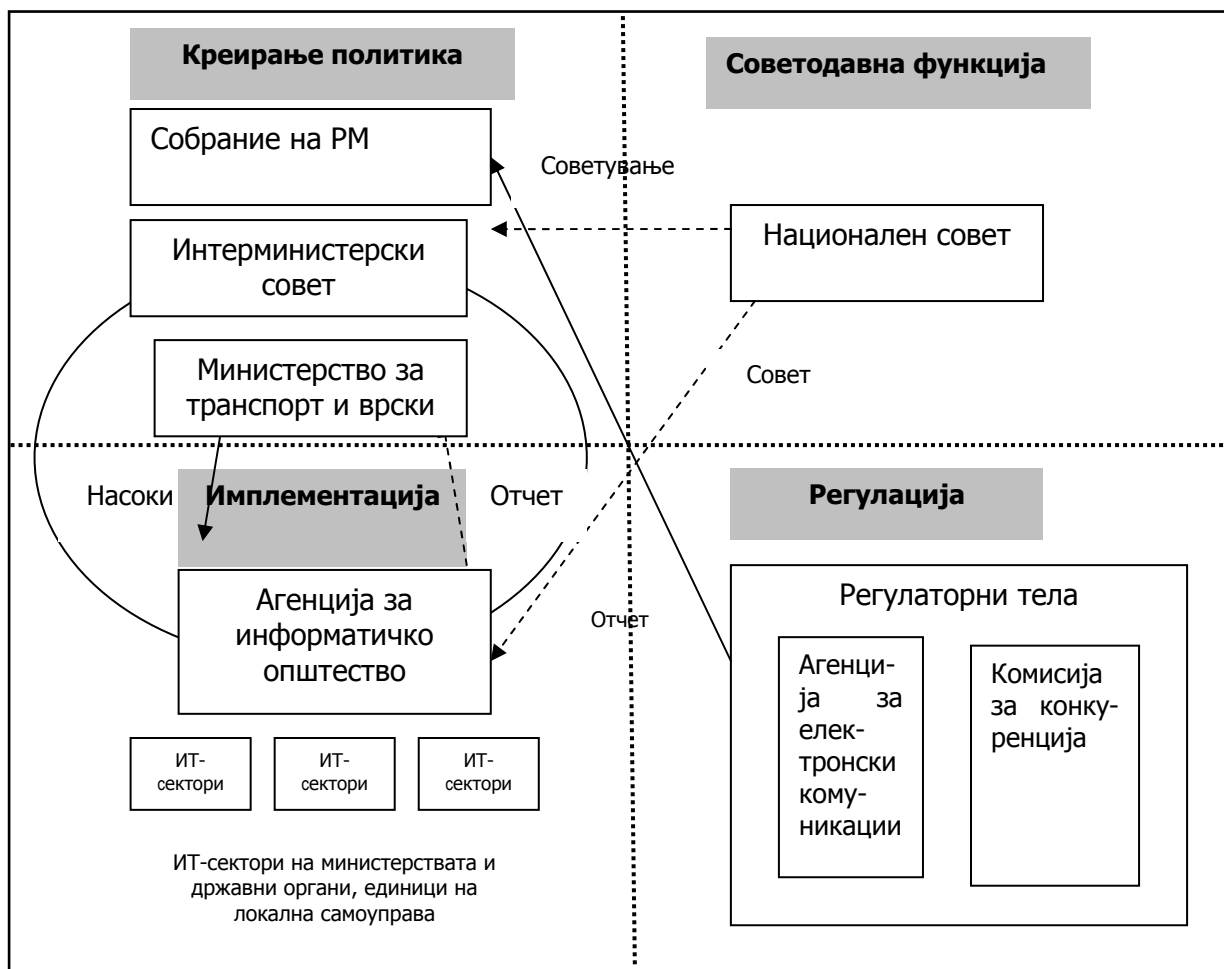 Креирање политика
Советодавна функција
Собрание на РМ
Советување
Интерминистерски
совет
Национален совет
Министерство за
транспорт и врски
Совет
Насоки
Имплементација
Отчет
Регулација
Агенција за
информатичко
општество
Отчет
Регулаторни тела
Агенци-
ја за
елек-
тронски
кому-
никации
Комисија
за конку-
ренција
ИТ-
сектори
ИТ-
сектори
ИТ-
сектори
ИТ-сектори на министерствата и
државни органи, единици на
локална самоуправа